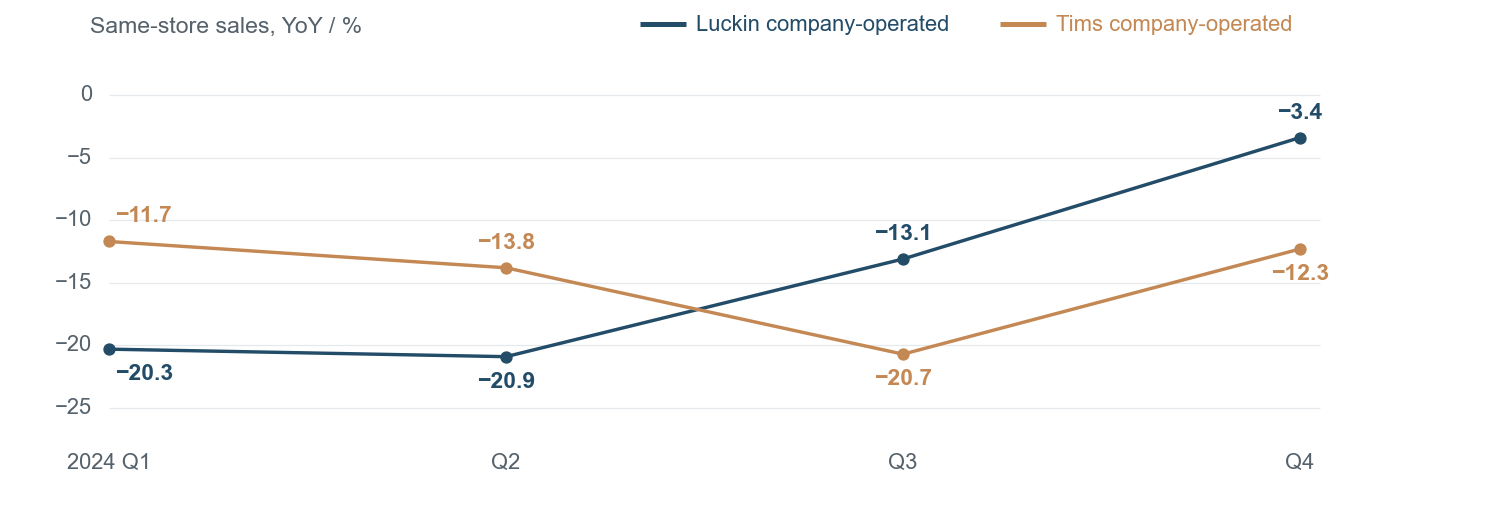 Same-store sales, YoY / %
Luckin company-operated
Tims company-operated
0
−3.4
−5
−10
−11.7
−13.8
−13.1
−12.3
−15
−20
−20.3
−20.9
−20.7
−25
2024 Q1
Q2
Q3
Q4